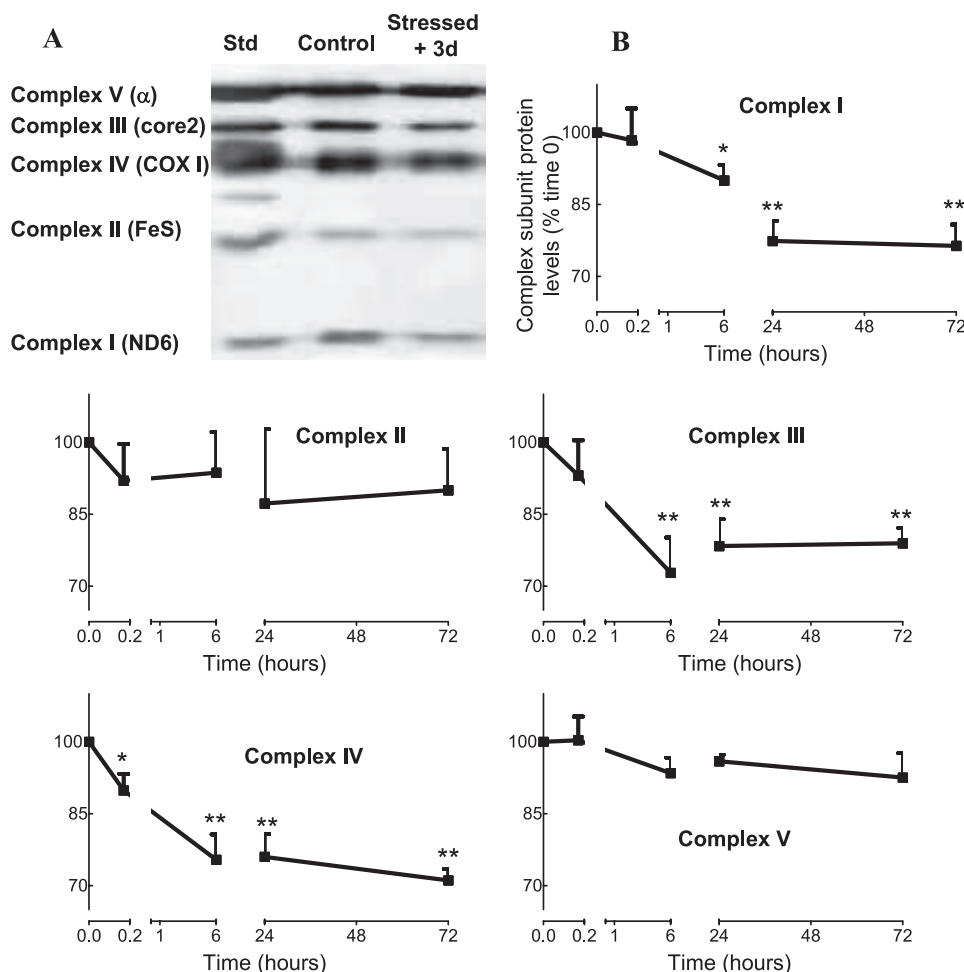 A
Std
Control
Stressed
+ 3d
Complex V (α)
Complex III (core2)
Complex IV (COX I)
Complex II (FeS)
Complex I (ND6)
B
Complex I
Complex subunit protein
levels (% time 0)
100
85
70
*
**
**
0.0 0.2 1 6 24 48 72
Time (hours)
Complex II
100
85
70
0.0 0.2 1 6 24 48 72
Time (hours)
Complex III
100
85
70
**
**
**
0.0 0.2 1 6 24 48 72
Time (hours)
Complex IV
100
85
70
*
**
**
**
0.0 0.2 1 6 24 48 72
Time (hours)
Complex V
100
85
70
0.0 0.2 1 6 24 48 72
Time (hours)